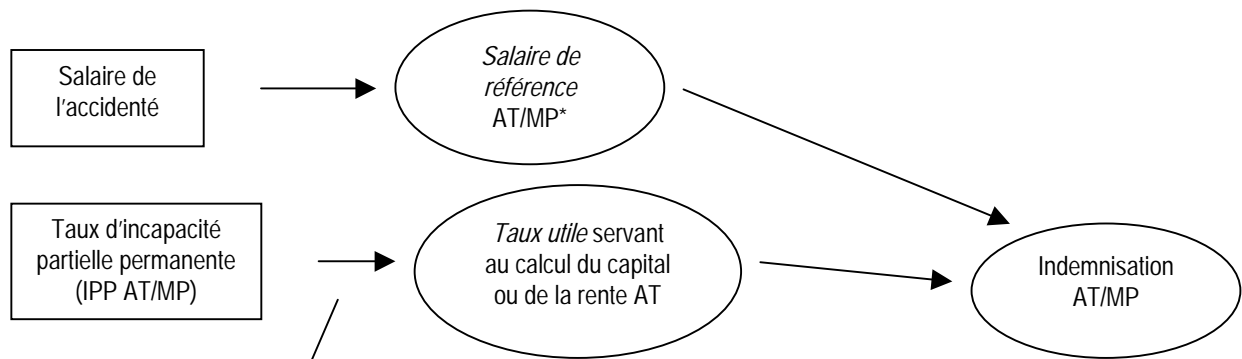 Salaire de
l'accidenté
Salaire de
référence
AT/MP*
Taux d'incapacité
partielle permanente
(IPP AT/MP)
Taux utile servant
au calcul du capital
ou de la rente AT
Indemnisation
AT/MP